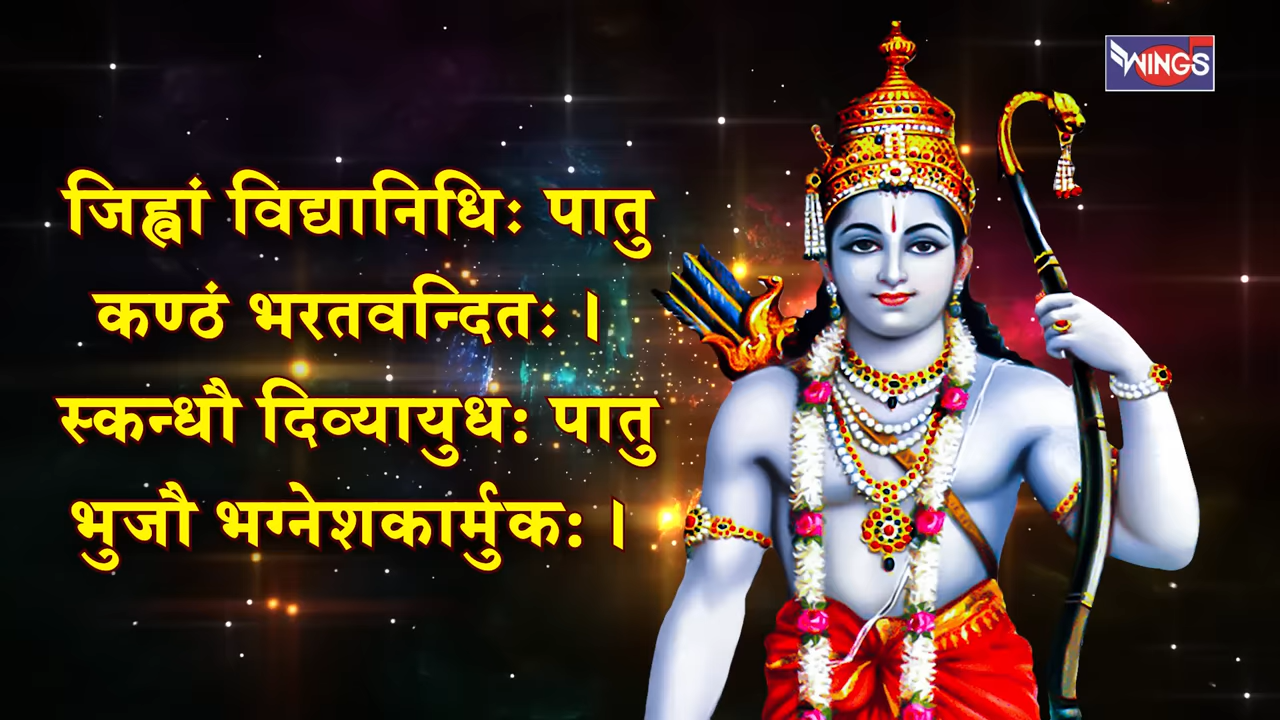 WINGS
जिह्वां विद्यानिधिः पातु
कण्ठं भरतवन्दितः ।
स्कन्धौ दिव्यायुधः पातु
भुजौ भग्नेशकार्मुकः ।